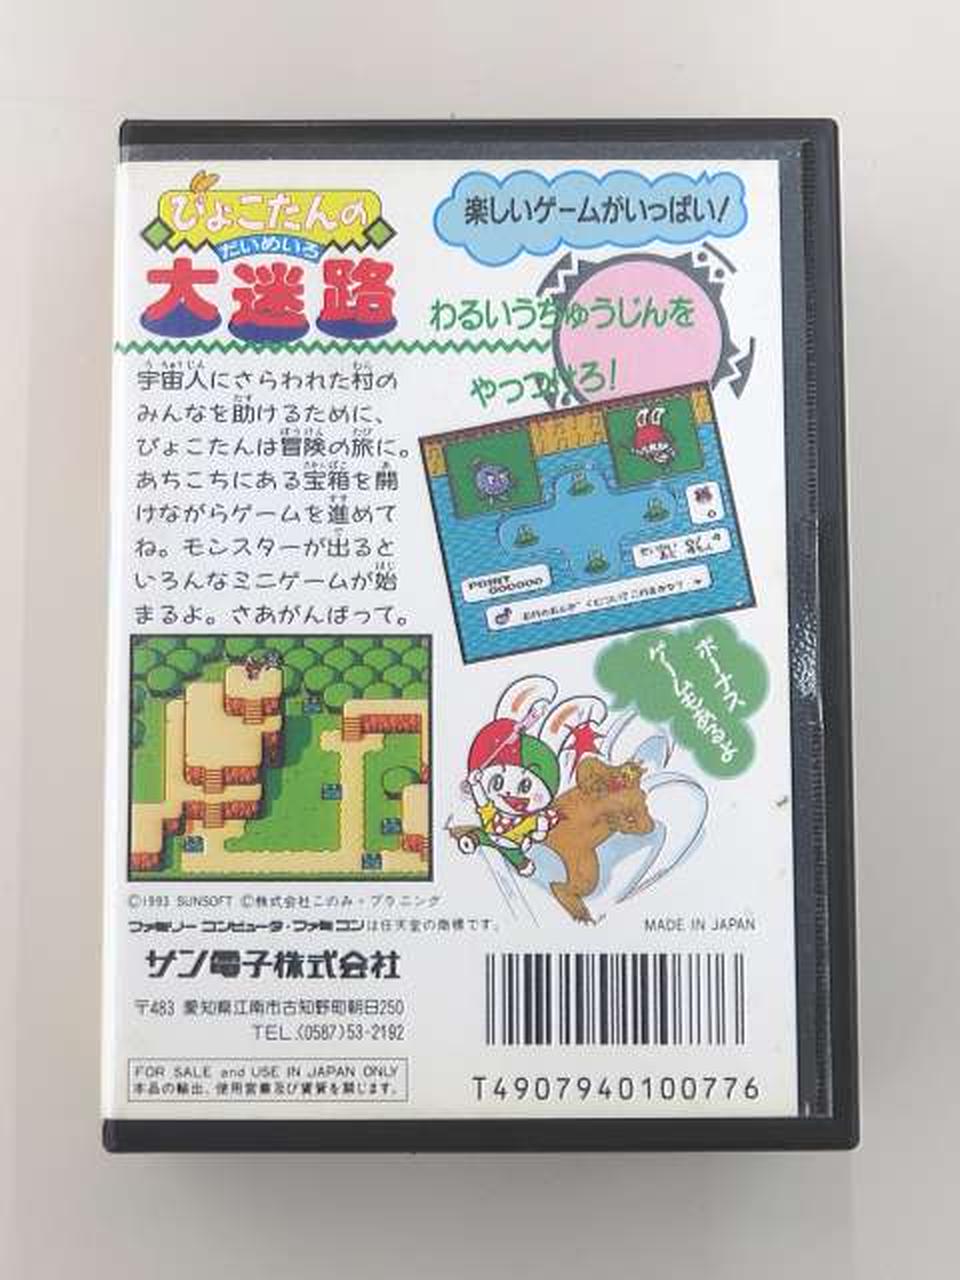 ぴょこたんの
だいめいろ
大迷路
楽しいゲームがいっぱい!
わるいうちゅうじんを
やっつけろ!
宇宙人にさらわれた村の
みんなを助けるために、
ぴょこたんは冒険の旅に。
あちこちにある宝箱を開
けながらゲームを進めて
ね。モンスターが出ると
いろんなミニゲームが始
まるよ。さあがんばって。
POINT
000000
ボーナス
ゲームもあるよ
©1993 SUNSOFT ©株式会社このみ・プラニング
ファミリーコンピュータ・ファミコンは任天堂の商標です。
MADE IN JAPAN
サン電子株式会社
〒483 愛知県江南市古知野町朝日250
TEL.(0587)53-2192
FOR SALE and USE IN JAPAN ONLY
本品の輸出、使用営業及び賃貸を禁じます。
T4907940100776